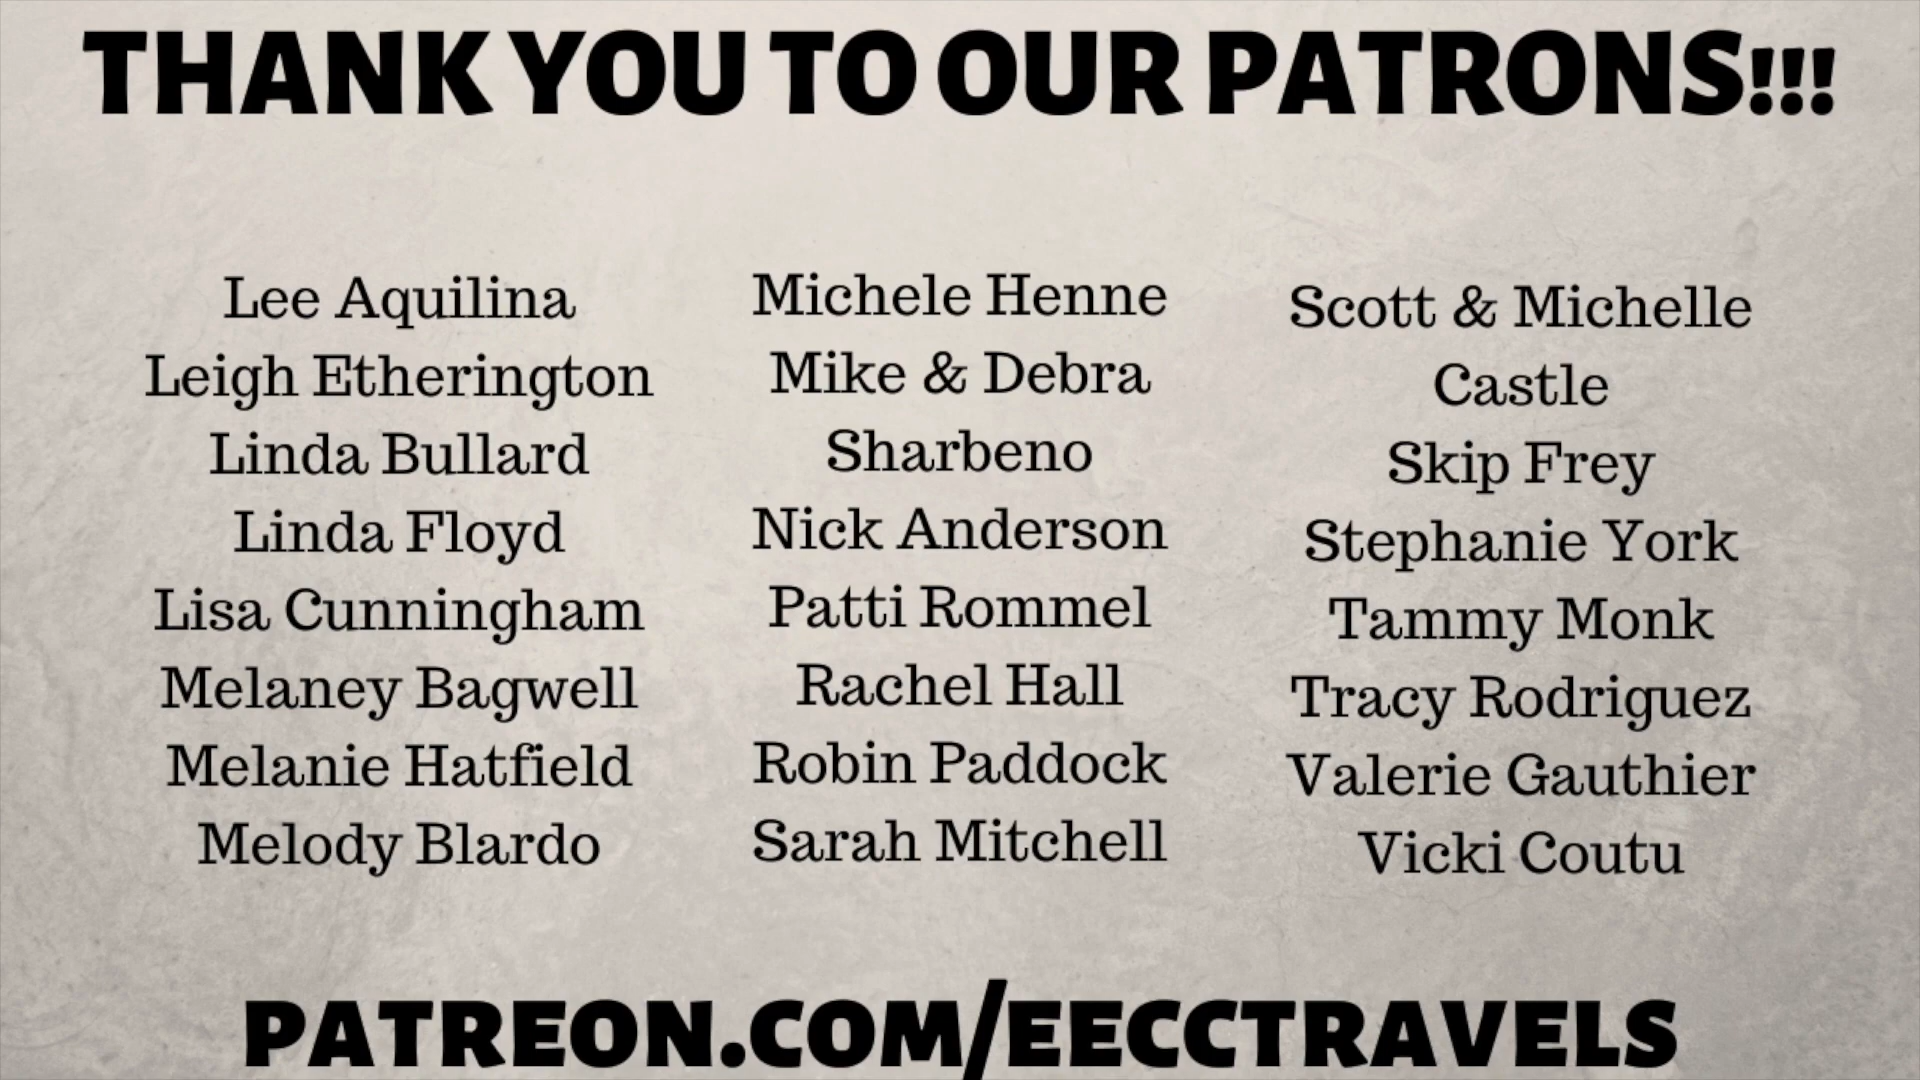 THANK YOU TO OUR PATRONS!!!
Lee Aquilina
Leigh Etherington
Linda Bullard
Linda Floyd
Lisa Cunningham
Melaney Bagwell
Melanie Hatfield
Melody Blardo
Michele Henne
Mike & Debra
Sharbeno
Nick Anderson
Patti Rommel
Rachel Hall
Robin Paddock
Sarah Mitchell
Scott & Michelle
Castle
Skip Frey
Stephanie York
Tammy Monk
Tracy Rodriguez
Valerie Gauthier
Vicki Coutu
PATREON.COM/EECCTRAVELS